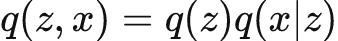 q(z, x) = q(z)q(x|z)